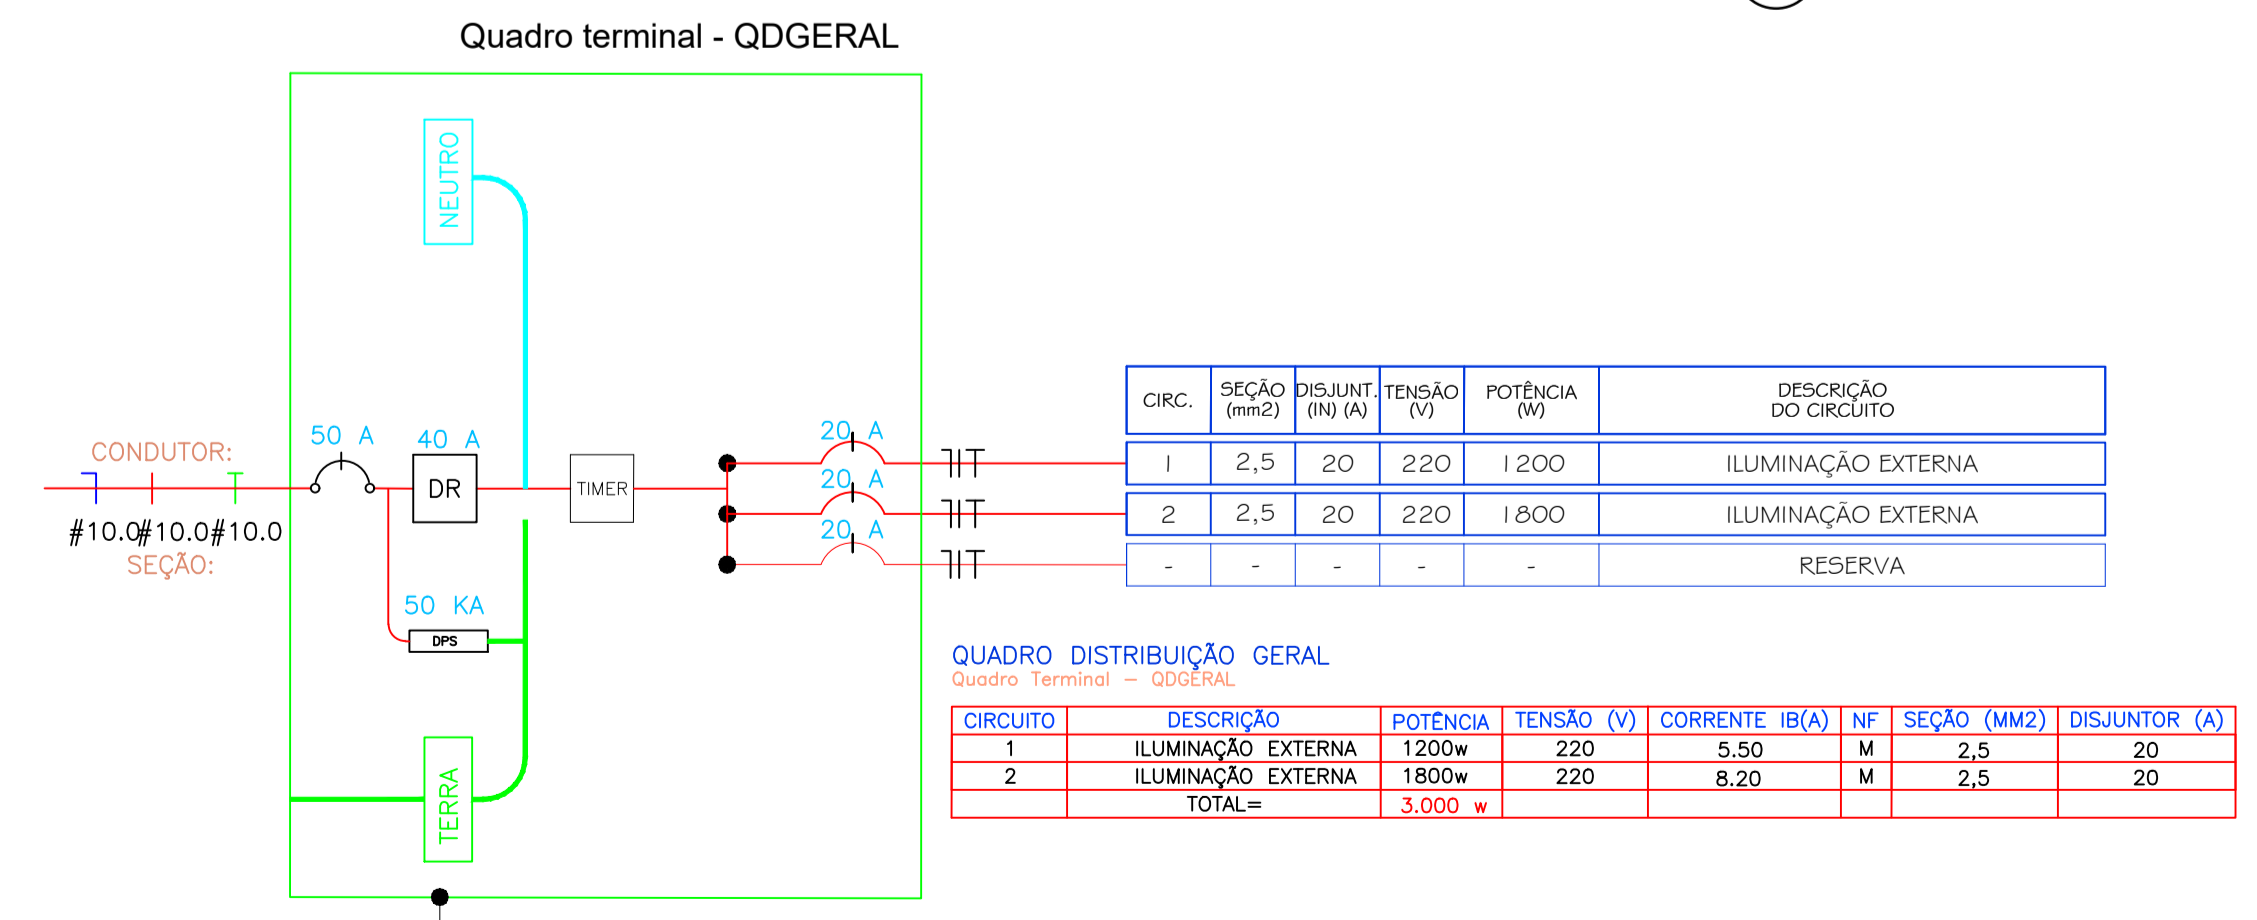 Quadro terminal - QDGERAL
NEUTRO
CONDUTOR:
#10.0#10.0#10.0
SEÇÃO:
50 A
40 A
DR
TIMER
50 KA
DPS
TERRA
20 A
20 A
20 A
CIRC. SEÇÃO (mm2) DISJUNT. (IN) (A) TENSÃO (V) POTÊNCIA (W) DESCRIÇÃO DO CIRCUITO
1 2,5 20 220 1200 ILUMINAÇÃO EXTERNA
2 2,5 20 220 1800 ILUMINAÇÃO EXTERNA
- - - - - RESERVA
QUADRO DISTRIBUIÇÃO GERAL
Quadro Terminal - QDGERAL
CIRCUITO DESCRIÇÃO POTÊNCIA TENSÃO (V) CORRENTE IB(A) NF SEÇÃO (MM2) DISJUNTOR (A)
1 ILUMINAÇÃO EXTERNA 1200w 220 5.50 M 2,5 20
2 ILUMINAÇÃO EXTERNA 1800w 220 8.20 M 2,5 20
TOTAL= 3.000 w